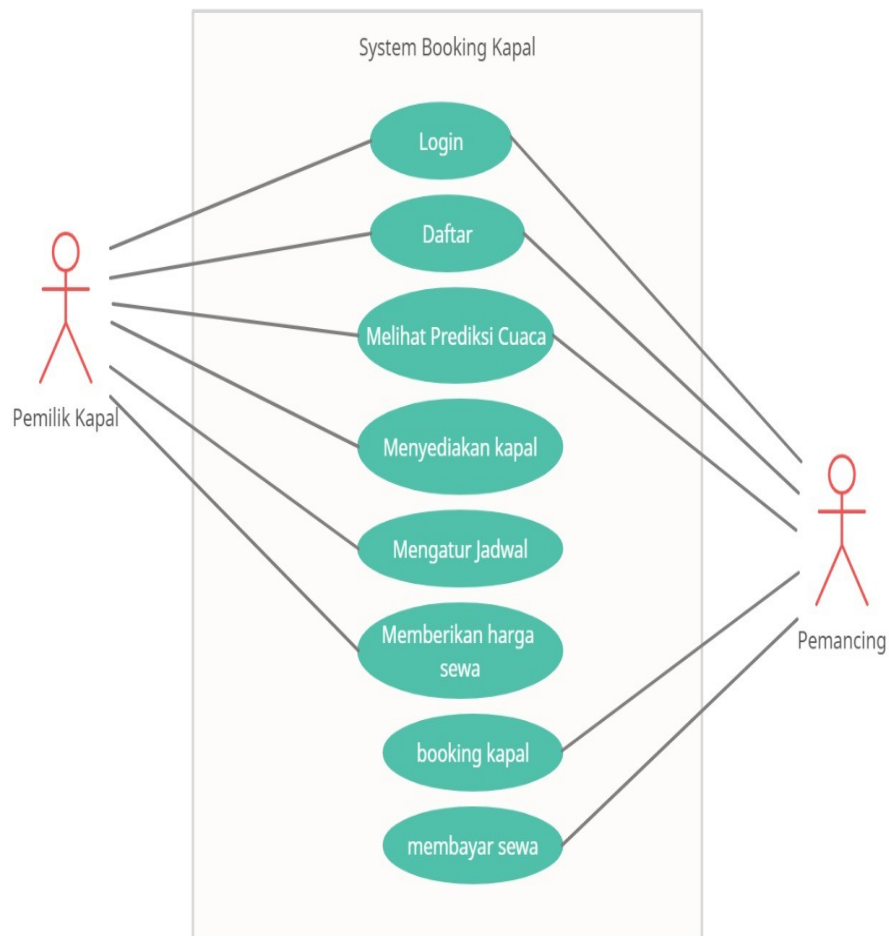 System Booking Kapal
Login
Daftar
Melihat Prediksi Cuaca
Menyediakan kapal
Mengatur Jadwal
Memberikan harga
sewa
booking kapal
membayar sewa
Pemilik Kapal
Pemancing